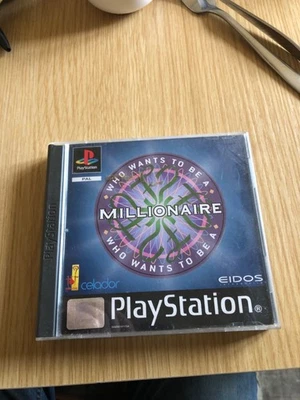 PlayStation
PAL
PlayStation
WHO WANTS TO BE A
MILLIONAIRE
WHO WANTS TO BE A
celador
EIDOS
PlayStation®